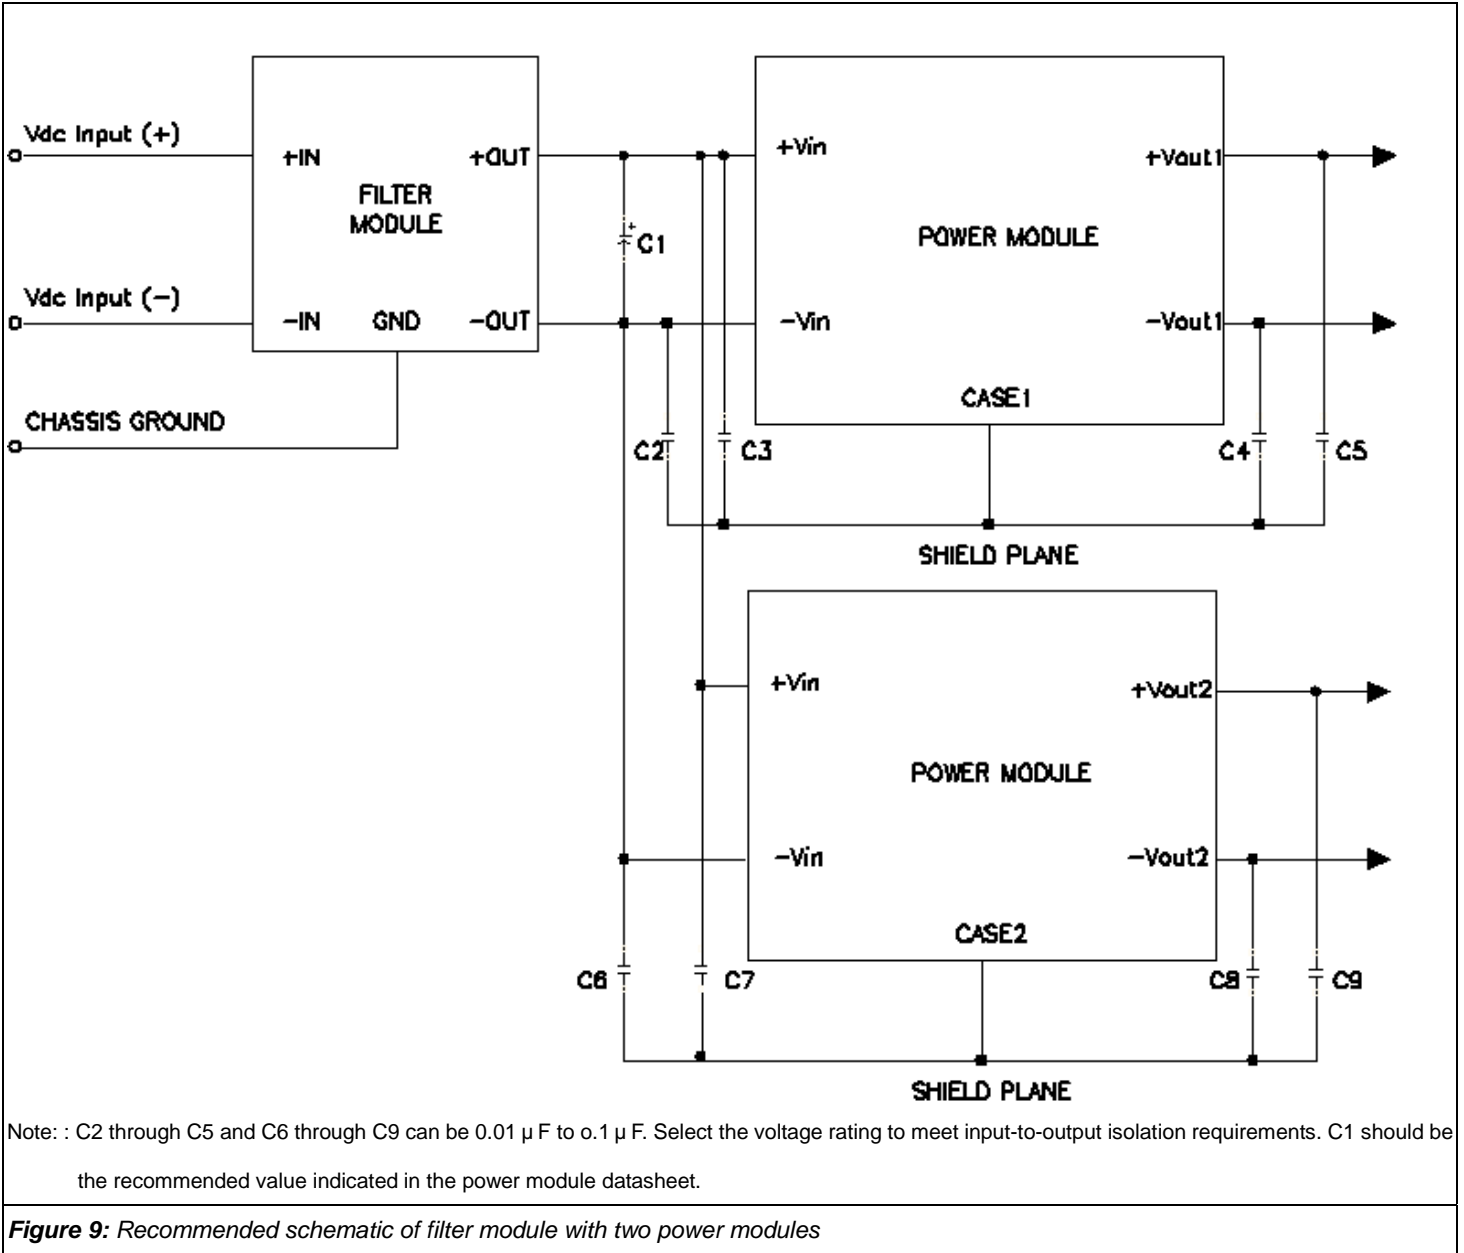 Vdc Input (+)
+IN
+OUT
FILTER
MODULE
Vdc Input (−)
−IN
GND
−OUT
CHASSIS GROUND
C1
+
+Vin
+Vout1
POWER MODULE
−Vin
−Vout1
CASE1
C2
C3
C4
C5
SHIELD PLANE
+Vin
+Vout2
POWER MODULE
−Vin
−Vout2
CASE2
C6
C7
C8
C9
SHIELD PLANE
Note: : C2 through C5 and C6 through C9 can be 0.01 μ F to o.1 μ F. Select the voltage rating to meet input-to-output isolation requirements. C1 should be
the recommended value indicated in the power module datasheet.
Figure 9: Recommended schematic of filter module with two power modules